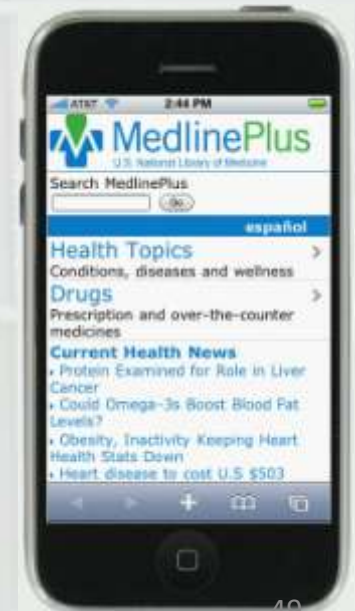 AT&T 2:44 PM
MedlinePlus
U.S. National Library of Medicine
Search MedlinePlus
Go
español
Health Topics
Conditions, diseases and wellness
Drugs
Prescription and over-the-counter
medicines
Current Health News
Protein Examined for Role in Liver
Cancer
Could Omega-3s Boost Blood Fat
Levels?
Obesity, Inactivity Keeping Heart
Health Stats Down
Heart disease to cost U.S $503